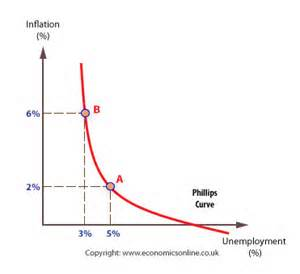 Inflation
(%)
B
6%
A
2%
Phillips
Curve
3%
5%
Unemployment
(%)
Copyright: www.economicsonline.co.uk